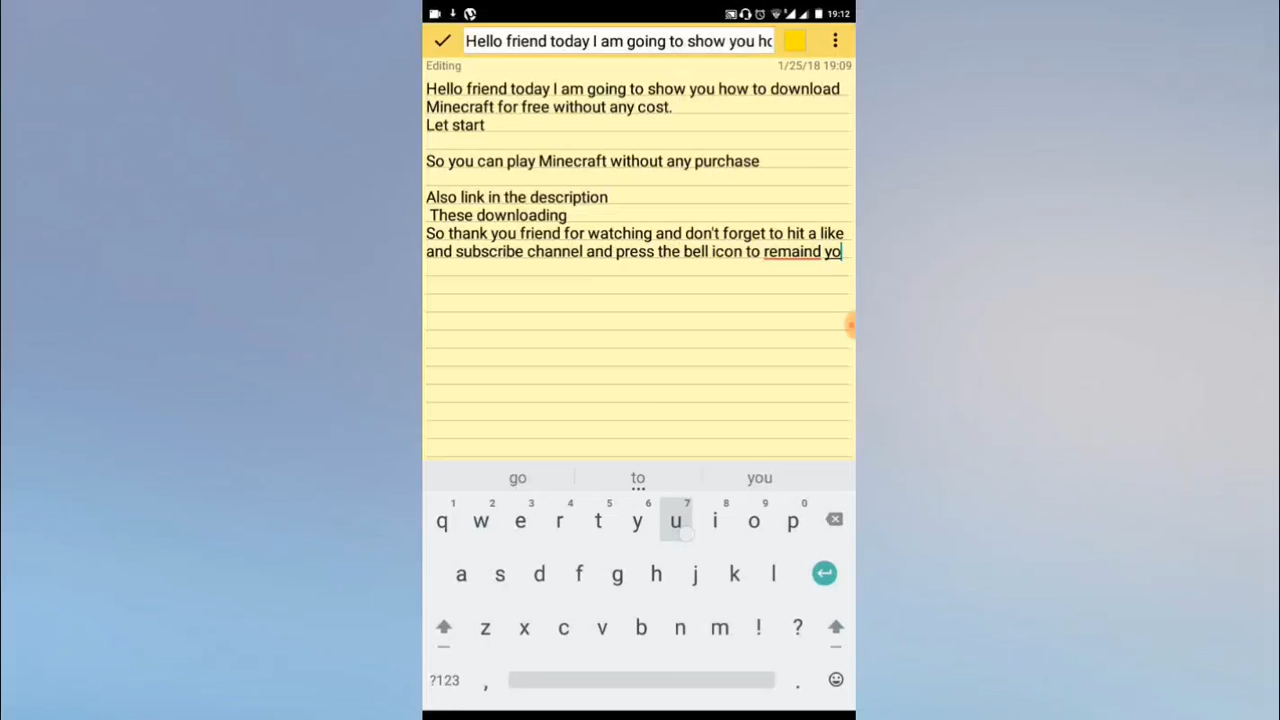 19:12
Hello friend today I am going to show you ho
Editing
1/25/18 19:09
Hello friend today I am going to show you how to download
Minecraft for free without any cost.
Let start
So you can play Minecraft without any purchase
Also link in the description
These downloading
So thank you friend for watching and don't forget to hit a like
and subscribe channel and press the bell icon to remaind yo
go to you
1 2 3 4 5 6 7 8 9 0
q w e r t y u i o p
a s d f g h j k l
z x c v b n m ! ?
?123 , .